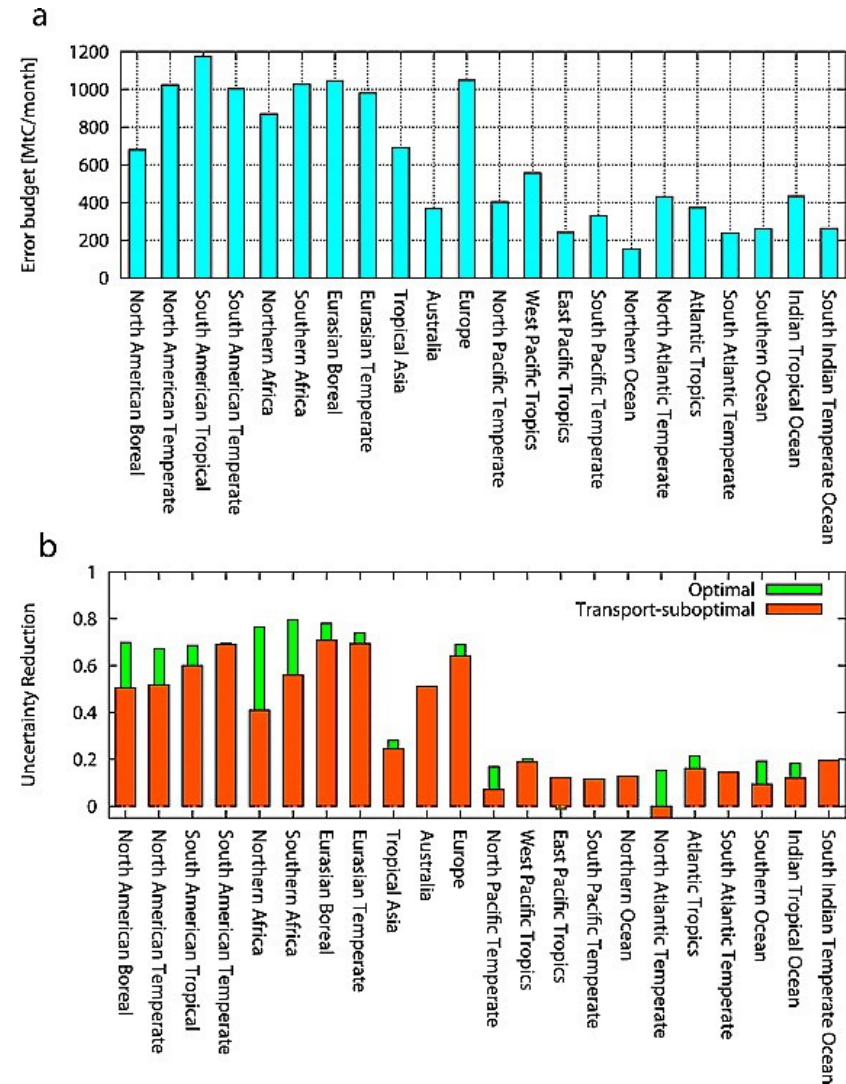 a
Error budget [MtC/month]
1200
1000
800
600
400
200
0
North American Boreal
North American Temperate
South American Tropical
South American Temperate
Northern Africa
Southern Africa
Eurasian Boreal
Eurasian Temperate
Tropical Asia
Australia
Europe
North Pacific Temperate
West Pacific Tropics
East Pacific Tropics
South Pacific Temperate
Northern Ocean
North Atlantic Temperate
Atlantic Tropics
South Atlantic Temperate
Southern Ocean
Indian Tropical Ocean
South Indian Temperate Ocean
b
Uncertainty Reduction
1
0.8
0.6
0.4
0.2
0
Optimal
Transport-suboptimal
North American Boreal
North American Temperate
South American Tropical
South American Temperate
Northern Africa
Southern Africa
Eurasian Boreal
Eurasian Temperate
Tropical Asia
Australia
Europe
North Pacific Temperate
West Pacific Tropics
East Pacific Tropics
South Pacific Temperate
Northern Ocean
North Atlantic Temperate
Atlantic Tropics
South Atlantic Temperate
Southern Ocean
Indian Tropical Ocean
South Indian Temperate Ocean